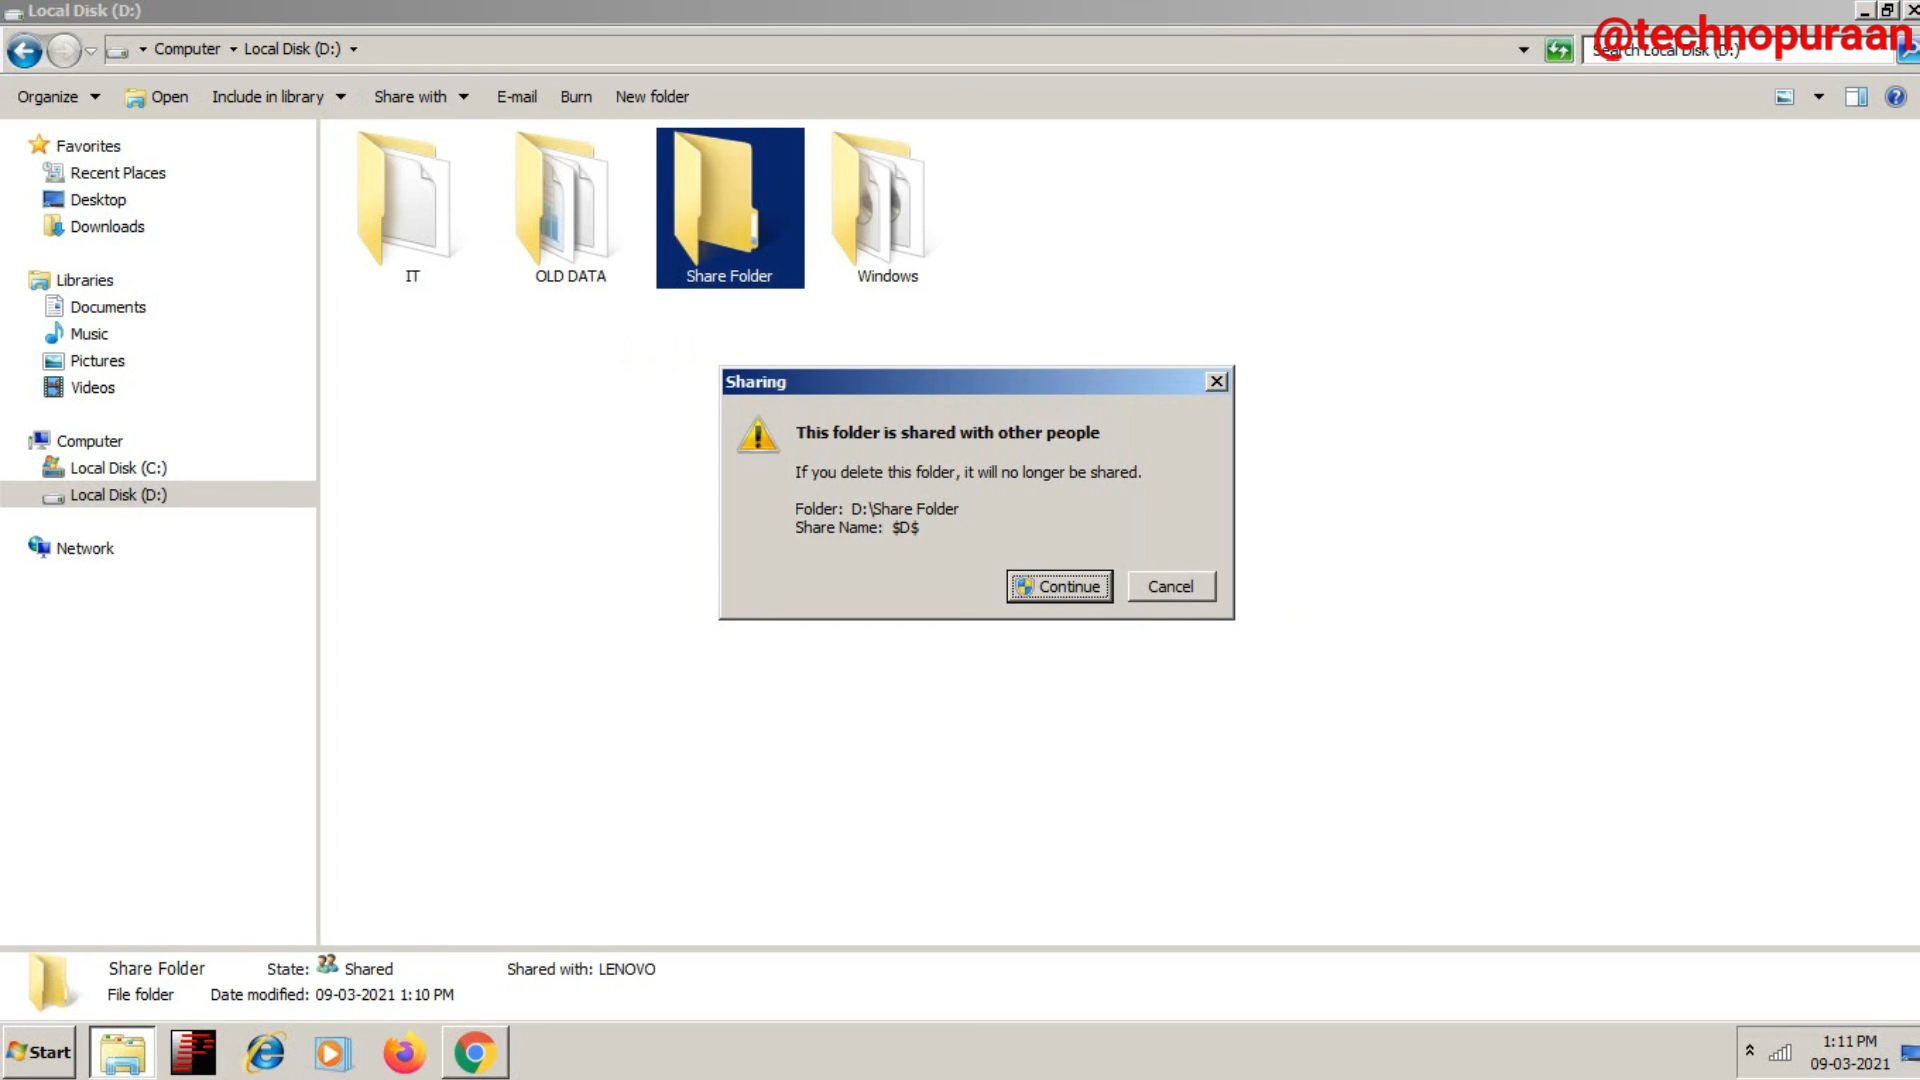 Local Disk (D:)
@technopuraan
Computer Local Disk (D:)
Search Local Disk (D:)
Organize Open Include in library Share with E-mail Burn New folder
Favorites
Recent Places
Desktop
Downloads
Libraries
Documents
Music
Pictures
Videos
Computer
Local Disk (C:)
Local Disk (D:)
Network
IT
OLD DATA
Share Folder
Windows
Sharing
This folder is shared with other people
If you delete this folder, it will no longer be shared.
Folder: D:\Share Folder
Share Name: $D$
Continue
Cancel
Share Folder State: Shared Shared with: LENOVO
File folder Date modified: 09-03-2021 1:10 PM
Start
1:11 PM
09-03-2021